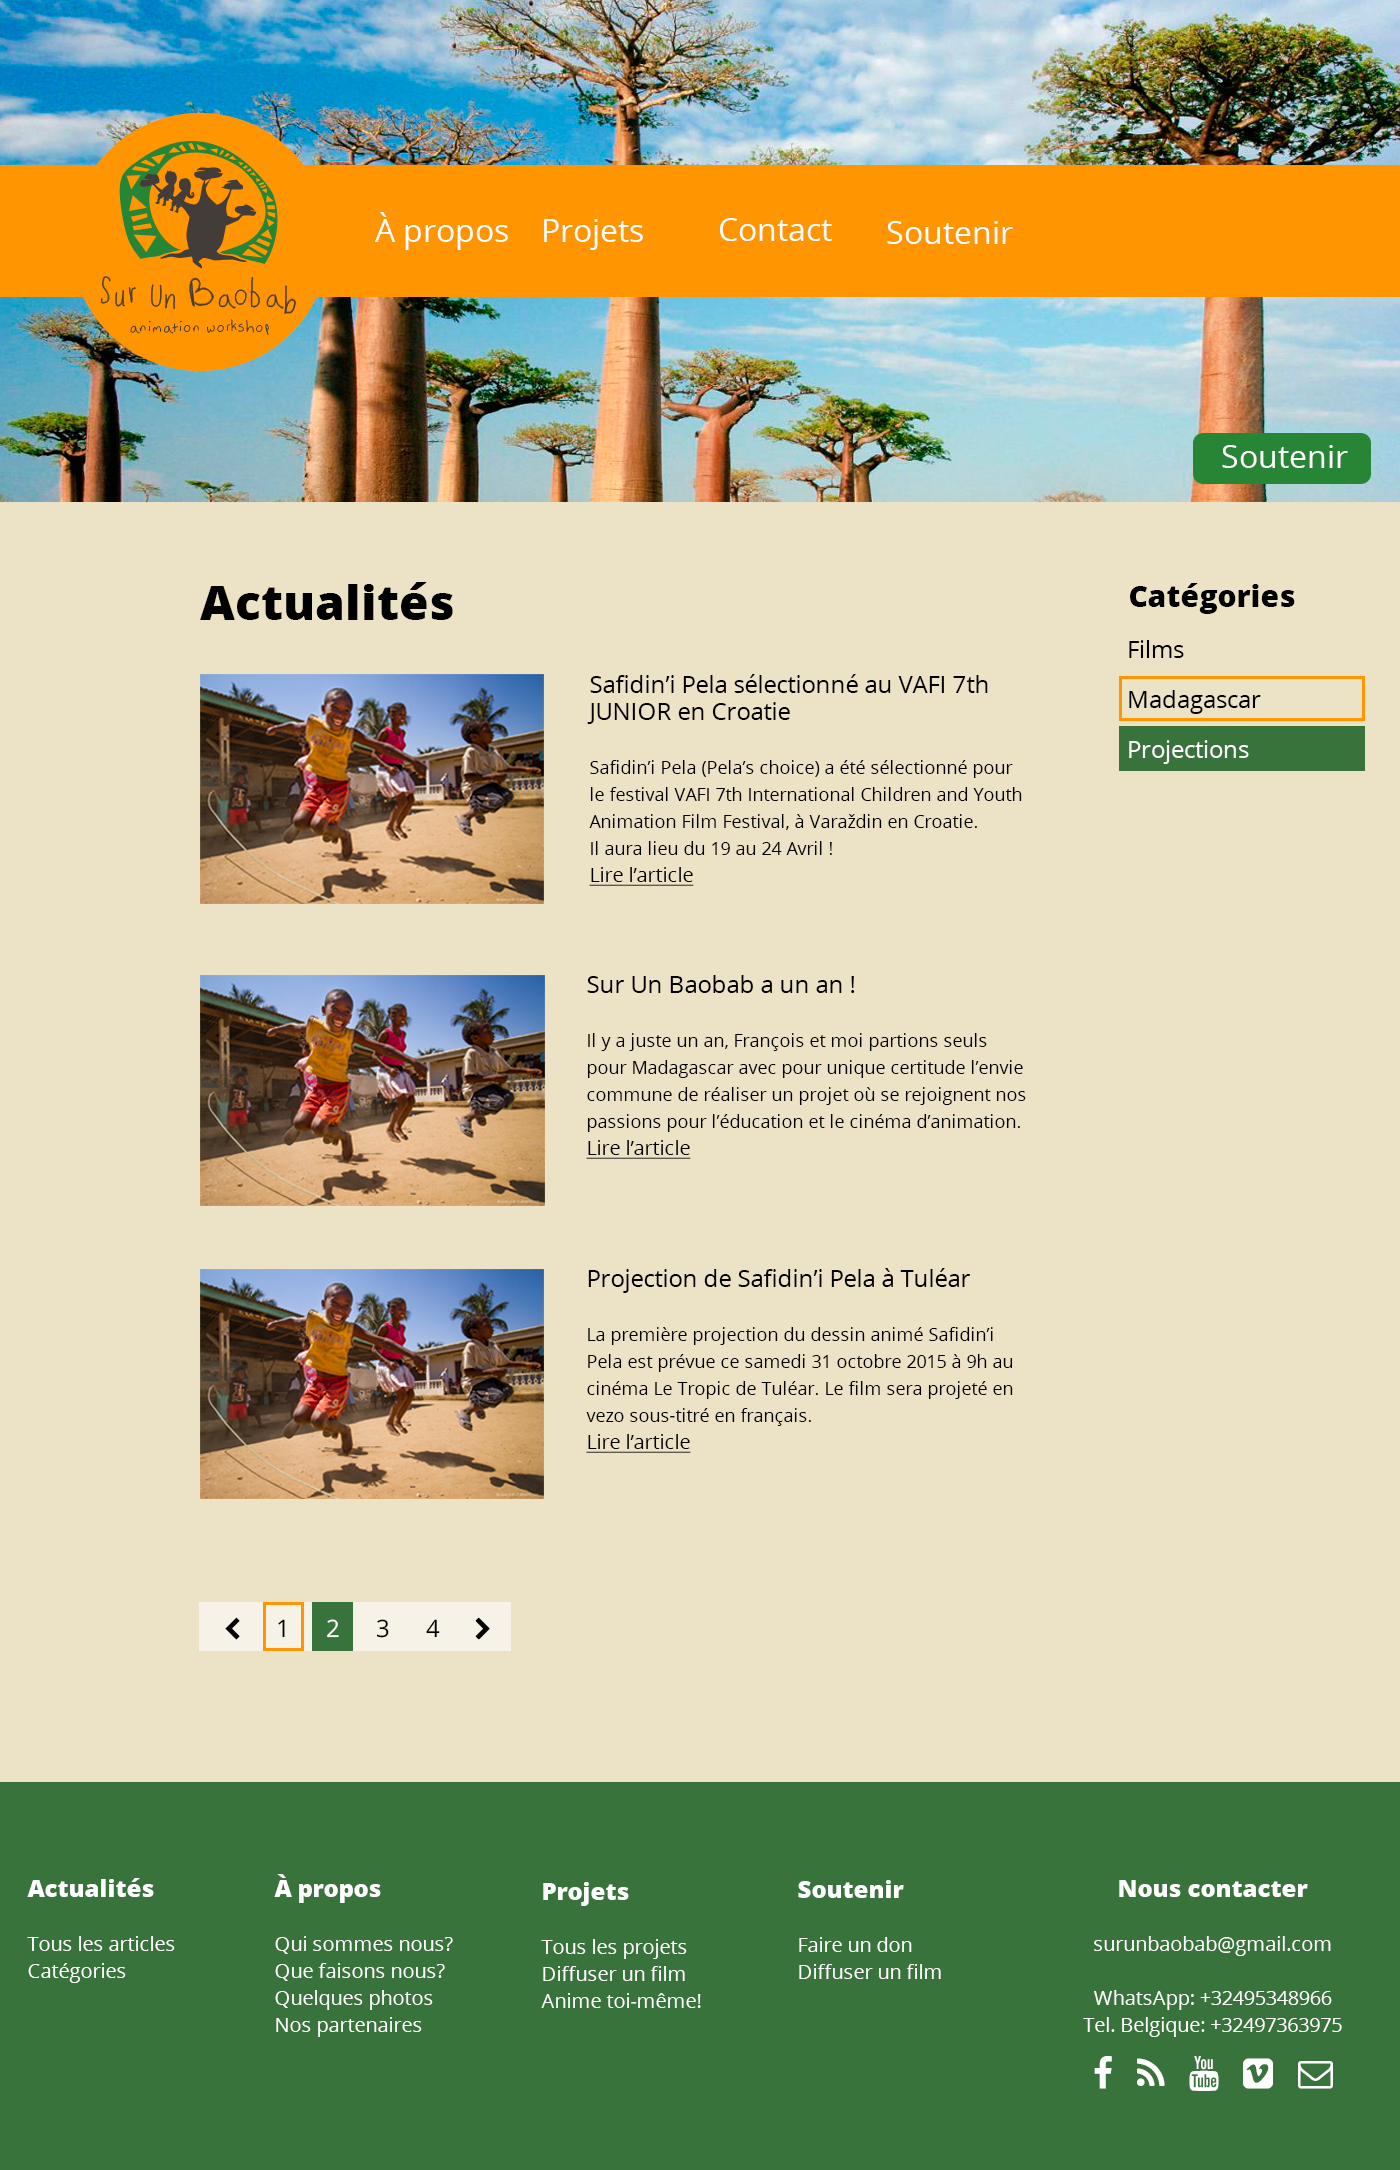 À propos Projets Contact Soutenir
Sur Un Baobab
animation workshop
Soutenir
Actualités
Safidin’i Pela sélectionné au VAFI 7th
JUNIOR en Croatie
Safidin’i Pela (Pela’s choice) a été sélectionné pour
le festival VAFI 7th International Children and Youth
Animation Film Festival, à Varaždin en Croatie.
Il aura lieu du 19 au 24 Avril !
Lire l’article
Sur Un Baobab a un an !
Il y a juste un an, François et moi partions seuls
pour Madagascar avec pour unique certitude l’envie
commune de réaliser un projet où se rejoignent nos
passions pour l’éducation et le cinéma d’animation.
Lire l’article
Projection de Safidin’i Pela à Tuléar
La première projection du dessin animé Safidin’i
Pela est prévue ce samedi 31 octobre 2015 à 9h au
cinéma Le Tropic de Tuléar. Le film sera projeté en
vezo sous-titré en français.
Lire l’article
Catégories
Films
Madagascar
Projections
1 2 3 4
Actualités
Tous les articles
Catégories
À propos
Qui sommes nous?
Que faisons nous?
Quelques photos
Nos partenaires
Projets
Tous les projets
Diffuser un film
Anime toi-même!
Soutenir
Faire un don
Diffuser un film
Nous contacter
surunbaobab@gmail.com
WhatsApp: +32495348966
Tel. Belgique: +32497363975
You
Tube